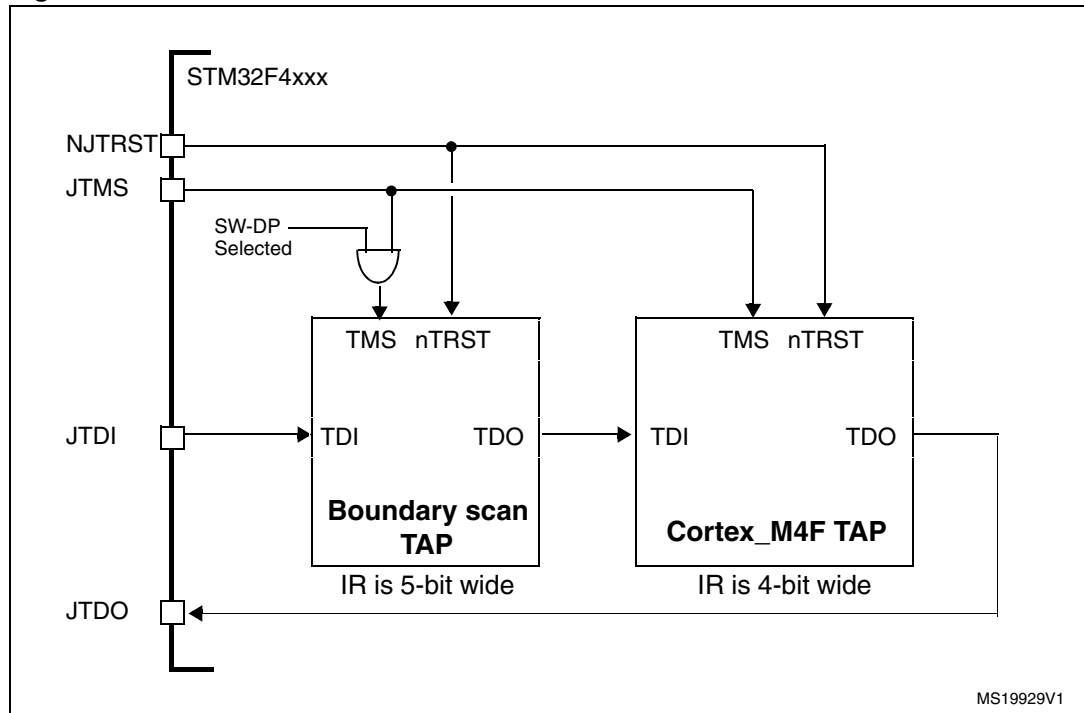 STM32F4xxx
NJTRST
JTMS
SW-DP
Selected
TMS nTRST
TMS nTRST
JTDI
TDI
TDO
TDI
TDO
Boundary scan
TAP
Cortex_M4F TAP
IR is 5-bit wide
IR is 4-bit wide
JTDO
MS19929V1